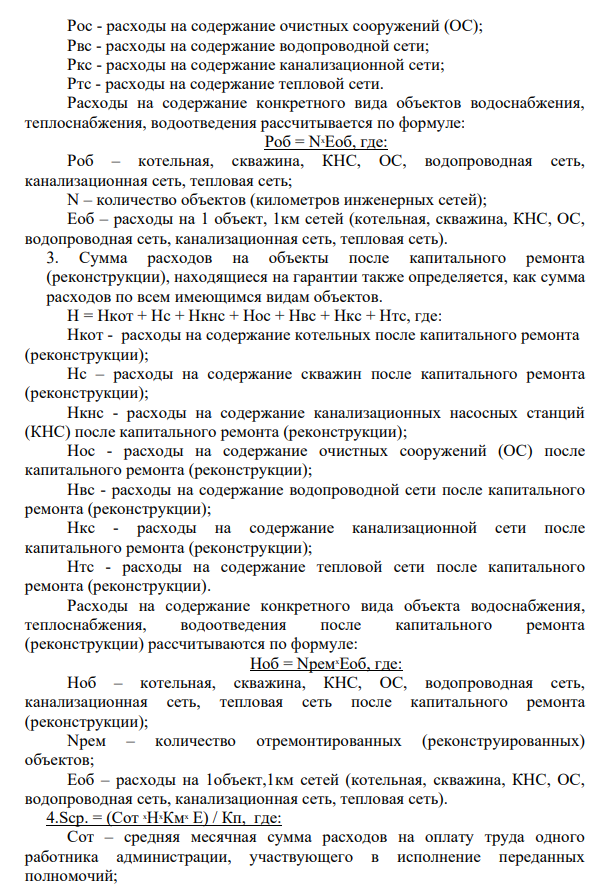 Рос - расходы на содержание очистных сооружений (ОС);
Рвс - расходы на содержание водопроводной сети;
Ркс - расходы на содержание канализационной сети;
Ртс - расходы на содержание тепловой сети.
Расходы на содержание конкретного вида объектов водоснабжения,
теплоснабжения, водоотведения рассчитывается по формуле:
Роб = NˣЕоб, где:
Роб – котельная, скважина, КНС, ОС, водопроводная сеть,
канализационная сеть, тепловая сеть;
N – количество объектов (километров инженерных сетей);
Еоб – расходы на 1 объект, 1км сетей (котельная, скважина, КНС, ОС,
водопроводная сеть, канализационная сеть, тепловая сеть).
3. Сумма расходов на объекты после капитального ремонта
(реконструкции), находящиеся на гарантии также определяется, как сумма
расходов по всем имеющимся видам объектов.
Н = Нкот + Нс + Нкнс + Нос + Нвс + Нкс + Нтс, где:
Нкот - расходы на содержание котельных после капитального ремонта
(реконструкции);
Нс – расходы на содержание скважин после капитального ремонта
(реконструкции);
Нкнс - расходы на содержание канализационных насосных станций
(КНС) после капитального ремонта (реконструкции);
Нос - расходы на содержание очистных сооружений (ОС) после
капитального ремонта (реконструкции);
Нвс - расходы на содержание водопроводной сети после капитального
ремонта (реконструкции);
Нкс - расходы на содержание канализационной сети после
капитального ремонта (реконструкции);
Нтс - расходы на содержание тепловой сети после капитального
ремонта (реконструкции).
Расходы на содержание конкретного вида объекта водоснабжения,
теплоснабжения, водоотведения после капитального ремонта
(реконструкции) рассчитываются по формуле:
Ноб = NремˣЕоб, где:
Ноб – котельная, скважина, КНС, ОС, водопроводная сеть,
канализационная сеть, тепловая сеть после капитального ремонта
(реконструкции);
Nрем – количество отремонтированных (реконструированных)
объектов;
Еоб – расходы на 1объект,1км сетей (котельная, скважина, КНС, ОС,
водопроводная сеть, канализационная сеть, тепловая сеть).
4.Sср. = (Сот ˣНˣКмˣ Е) / Кп, где:
Сот – средняя месячная сумма расходов на оплату труда одного
работника администрации, участвующего в исполнение переданных
полномочий;